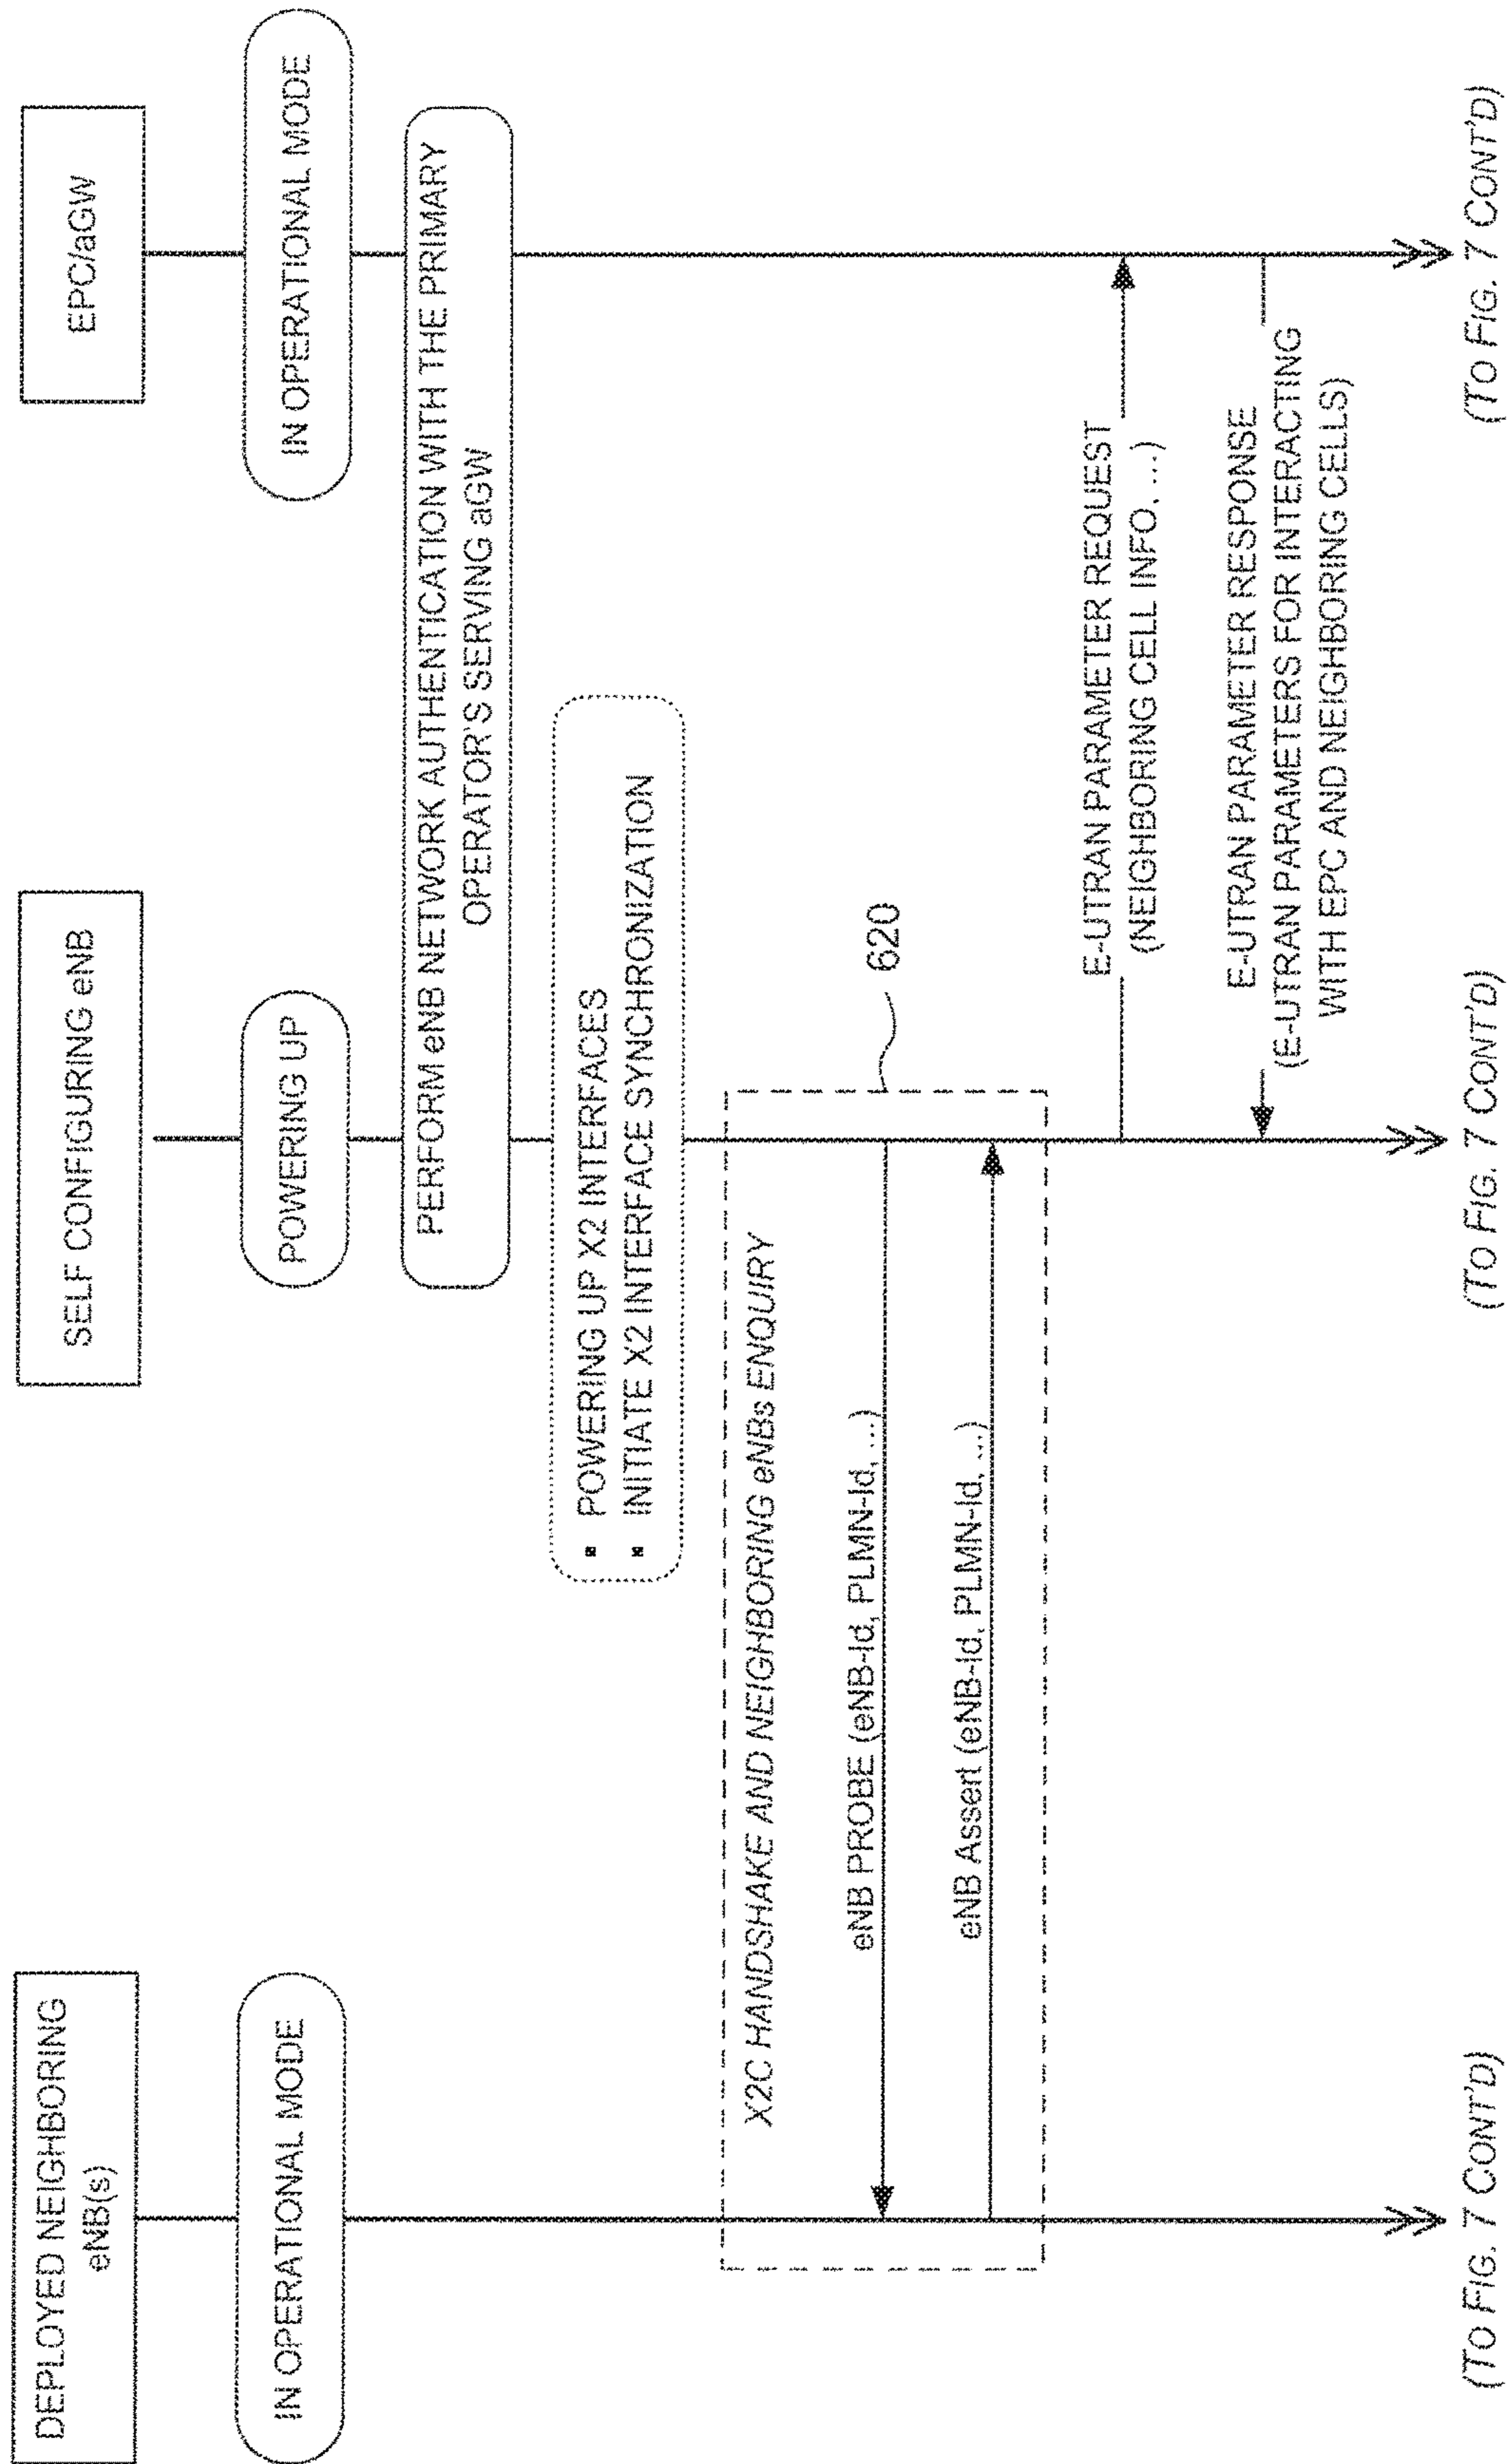 DEPLOYED NEIGHBORING
eNB(s)
SELF CONFIGURING eNB
EPC/aGW
IN OPERATIONAL MODE
POWERING UP
IN OPERATIONAL MODE
PERFORM eNB NETWORK AUTHENTICATION WITH THE PRIMARY
OPERATOR'S SERVING aGW
▪ POWERING UP X2 INTERFACES
▪ INITIATE X2 INTERFACE SYNCHRONIZATION
X2C HANDSHAKE AND NEIGHBORING eNBs ENQUIRY
620
eNB PROBE (eNB-Id, PLMN-Id, ...)
eNB Assert (eNB-Id, PLMN-Id, ...)
E-UTRAN PARAMETER REQUEST
(NEIGHBORING CELL INFO, ...)
E-UTRAN PARAMETER RESPONSE
(E-UTRAN PARAMETERS FOR INTERACTING
WITH EPC AND NEIGHBORING CELLS)
(TO FIG. 7 CONT'D)
(TO FIG. 7 CONT'D)
(TO FIG. 7 CONT'D)